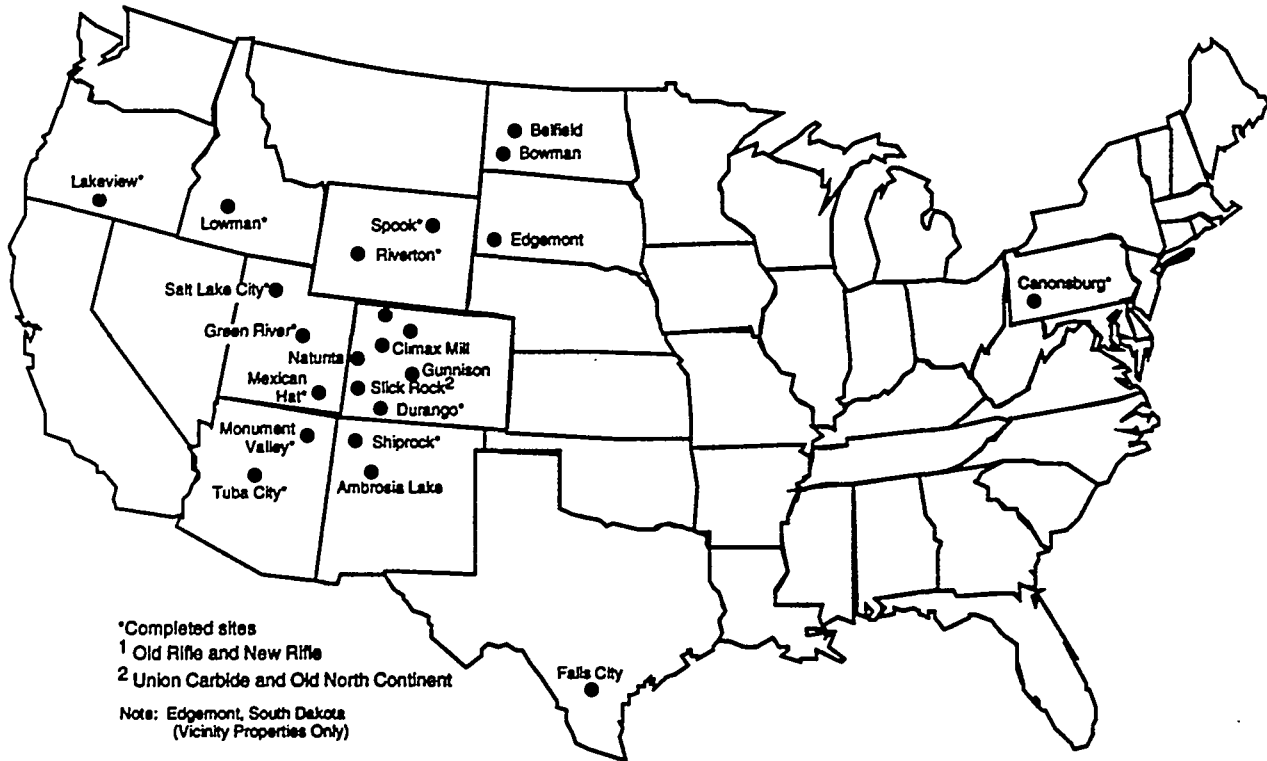 Belfield
Bowman
Lakeview*
Lowman*
Spook*
Riverton*
Edgemont
Canonsburg*
Salt Lake City*
Green River*
Climax Mill
Naturita
Gunnison
Mexican
Hat*
Slick Rock2
Durango*
Monument
Valley*
Shiprock*
Tuba City*
Ambrosia Lake
Falls City
*Completed sites
1 Old Rifle and New Rifle
2 Union Carbide and Old North Continent
Note: Edgemont, South Dakota
(Vicinity Properties Only)